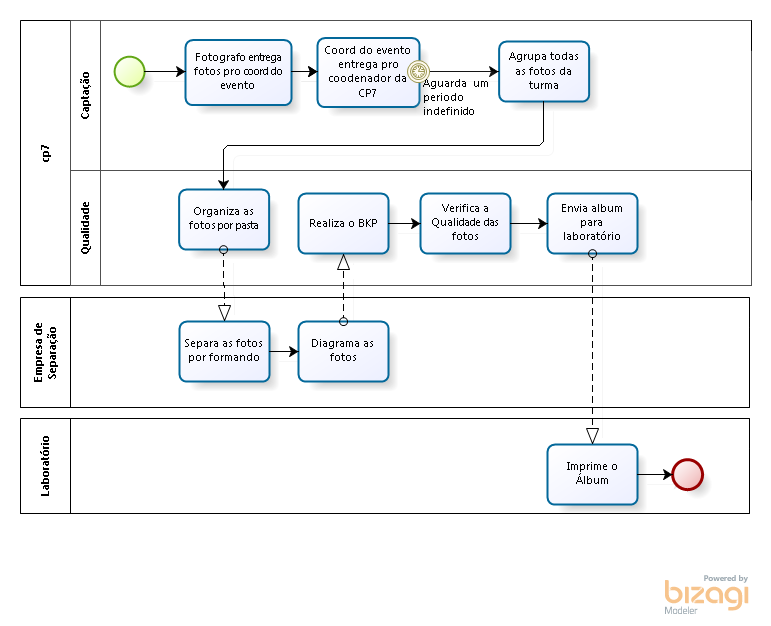 cp7
Captação
Fotografo entrega
fotos pro coord do
evento
Coord do evento
entrega pro
coodenador da
CP7
Aguarda um
periodo
indefinido
Agrupa todas
as fotos da
turma
Qualidade
Organiza as
fotos por pasta
Realiza o BKP
Verifica a
Qualidade das
fotos
Envia album
para
laboratório
Empresa de
Separação
Separa as fotos
por formando
Diagrama as
fotos
Laboratório
Imprime o
Álbum
Powered by
bizagi
Modeler